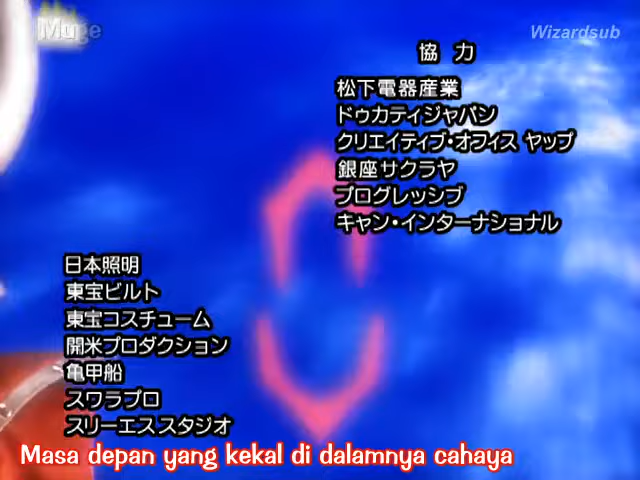 Muge
Wizardsub
協力
松下電器産業
ドゥカティジャパン
クリエイティブ・オフィス ヤップ
銀座サクラヤ
プログレッシブ
キャン・インターナショナル
日本照明
東宝ビルト
東宝コスチューム
開米プロダクション
亀甲船
スワラプロ
スリーエススタジオ
Masa depan yang kekal di dalamnya cahaya